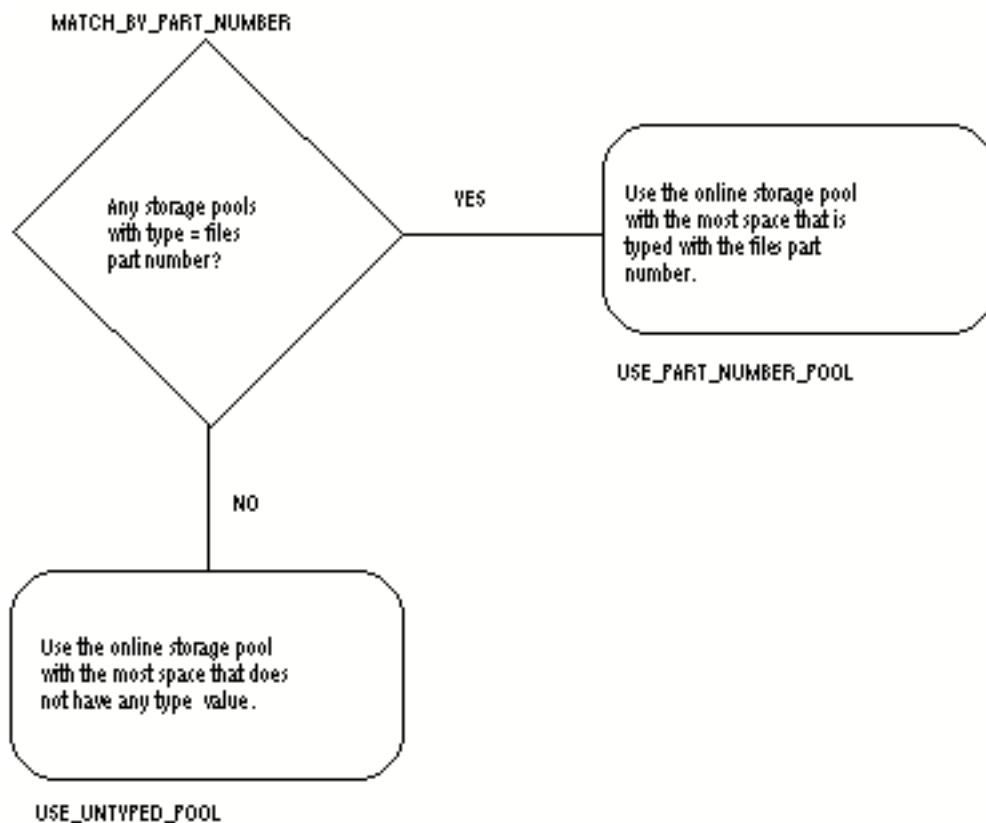 MATCH_BY_PART_NUMBER
Any storage pools
with type = files
part number?
YES
Use the online storage pool
with the most space that is
typed with the files part
number.
USE_PART_NUMBER_POOL
NO
Use the online storage pool
with the most space that does
not have any type value.
USE_UNTYPED_POOL